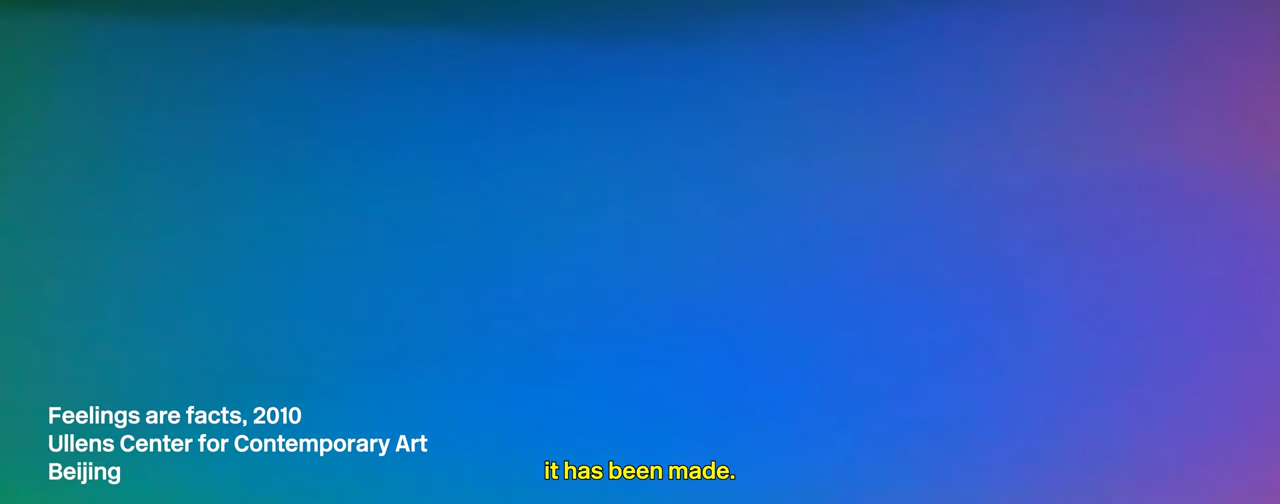 Feelings are facts, 2010
Ullens Center for Contemporary Art
Beijing
it has been made.